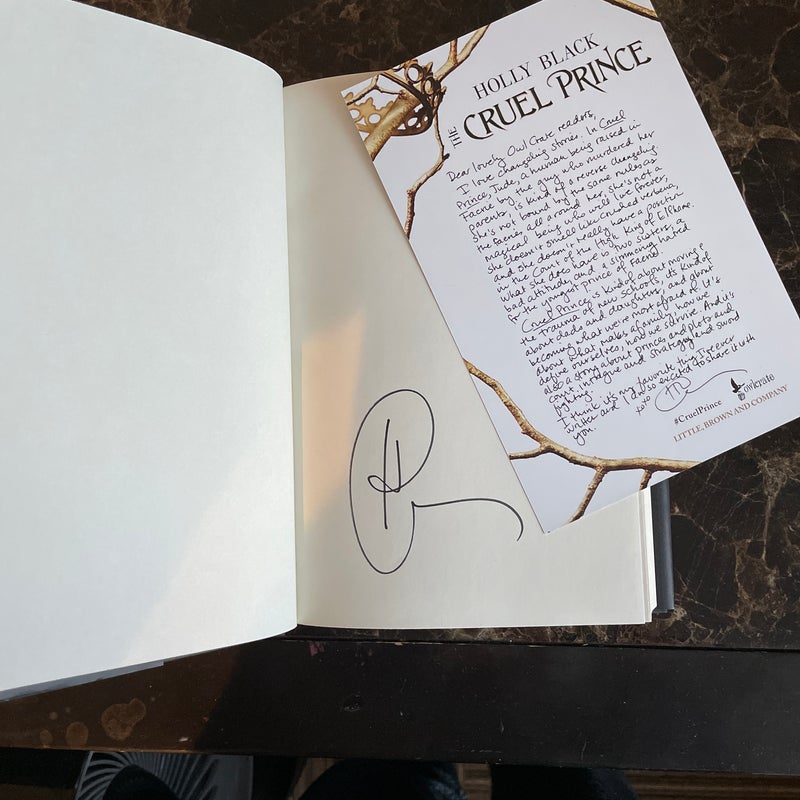 HOLLY BLACK
THE CRUEL PRINCE
Dear lovely OwlCrate readers,
I love changeling stories. In Cruel
Prince, Jude, a human being raised in
Faerie by the guy who murdered her
parents, is kind of a reverse changeling.
She's not bound by the same rules as
the faeries all around her, she's not a
magical being who will live forever,
she doesn't smell like crushed verbena,
and she doesn't really have a position
in the Court of the High King of Elfhame.
What she does have is two sisters, a
bad attitude, and a simmering hatred
for the youngest prince of Faerie.
Cruel Prince is kind of about moving &
the trauma of new schools, it's kind of
about dads and daughters, and about
becoming what we're most afraid of. It's
about what makes a family, how we
define ourselves, how we survive. And it's
also a story about princes and plots and
court intrigue and strategy and sword
fighting.
I think it's my favorite thing I've ever
written and I am so excited to share it with
you.
xoxo
owlcrate
#CruelPrince
LITTLE, BROWN AND COMPANY